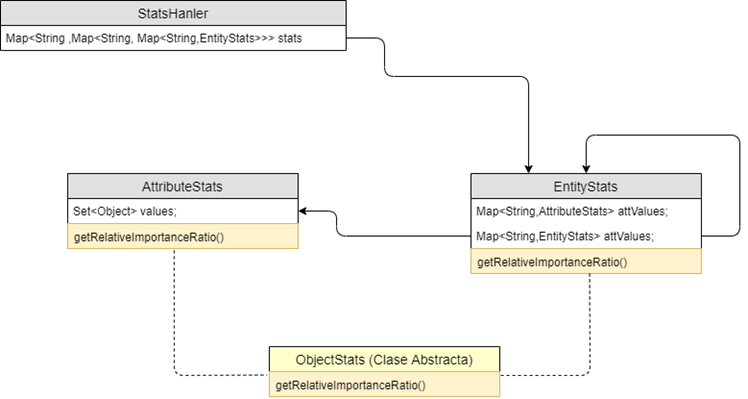 StatsHanler
Map<String ,Map<String, Map<String,EntityStats>>> stats
AttributeStats
Set<Object> values;
getRelativeImportanceRatio()
EntityStats
Map<String,AttributeStats> attValues;
Map<String,EntityStats> attValues;
getRelativeImportanceRatio()
ObjectStats (Clase Abstracta)
getRelativeImportanceRatio()